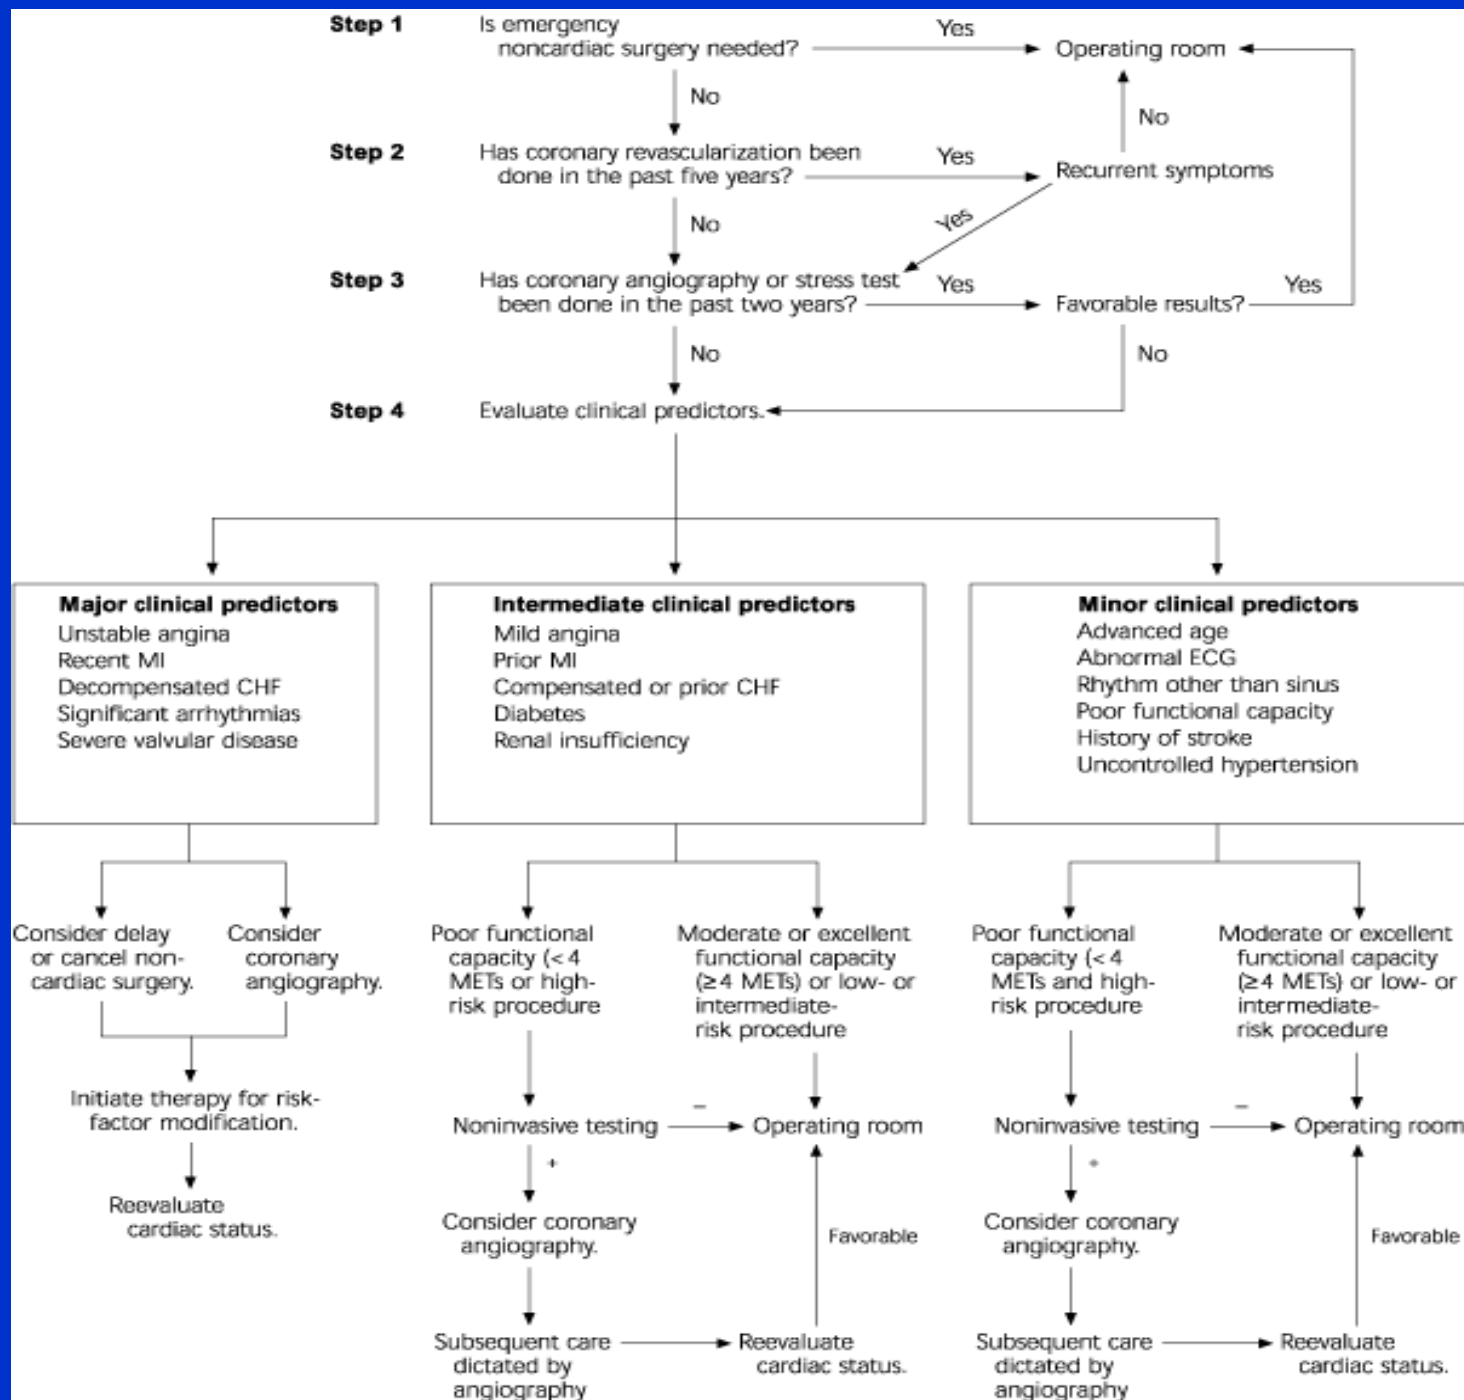 Step 1
Is emergency
noncardiac surgery needed?
Yes
Operating room
No
No
Step 2
Has coronary revascularization been
done in the past five years?
Yes
Recurrent symptoms
No
Yes
Step 3
Has coronary angiography or stress test
been done in the past two years?
Yes
Favorable results?
Yes
No
No
Step 4
Evaluate clinical predictors.
Major clinical predictors
Unstable angina
Recent MI
Decompensated CHF
Significant arrhythmias
Severe valvular disease
Intermediate clinical predictors
Mild angina
Prior MI
Compensated or prior CHF
Diabetes
Renal insufficiency
Minor clinical predictors
Advanced age
Abnormal ECG
Rhythm other than sinus
Poor functional capacity
History of stroke
Uncontrolled hypertension
Consider delay
or cancel non-
cardiac surgery.
Consider
coronary
angiography.
Initiate therapy for risk-
factor modification.
Reevaluate
cardiac status.
Poor functional
capacity (<4
METs or high-
risk procedure
Moderate or excellent
functional capacity
(≥4 METs) or low- or
intermediate-
risk procedure
Noninvasive testing
–
Operating room
+
Consider coronary
angiography.
Favorable
Subsequent care
dictated by
angiography
Reevaluate
cardiac status.
Poor functional
capacity (<4
METs and high-
risk procedure
Moderate or excellent
functional capacity
(≥4 METs) or low- or
intermediate-
risk procedure
Noninvasive testing
–
Operating room
+
Consider coronary
angiography.
Favorable
Subsequent care
dictated by
angiography
Reevaluate
cardiac status.